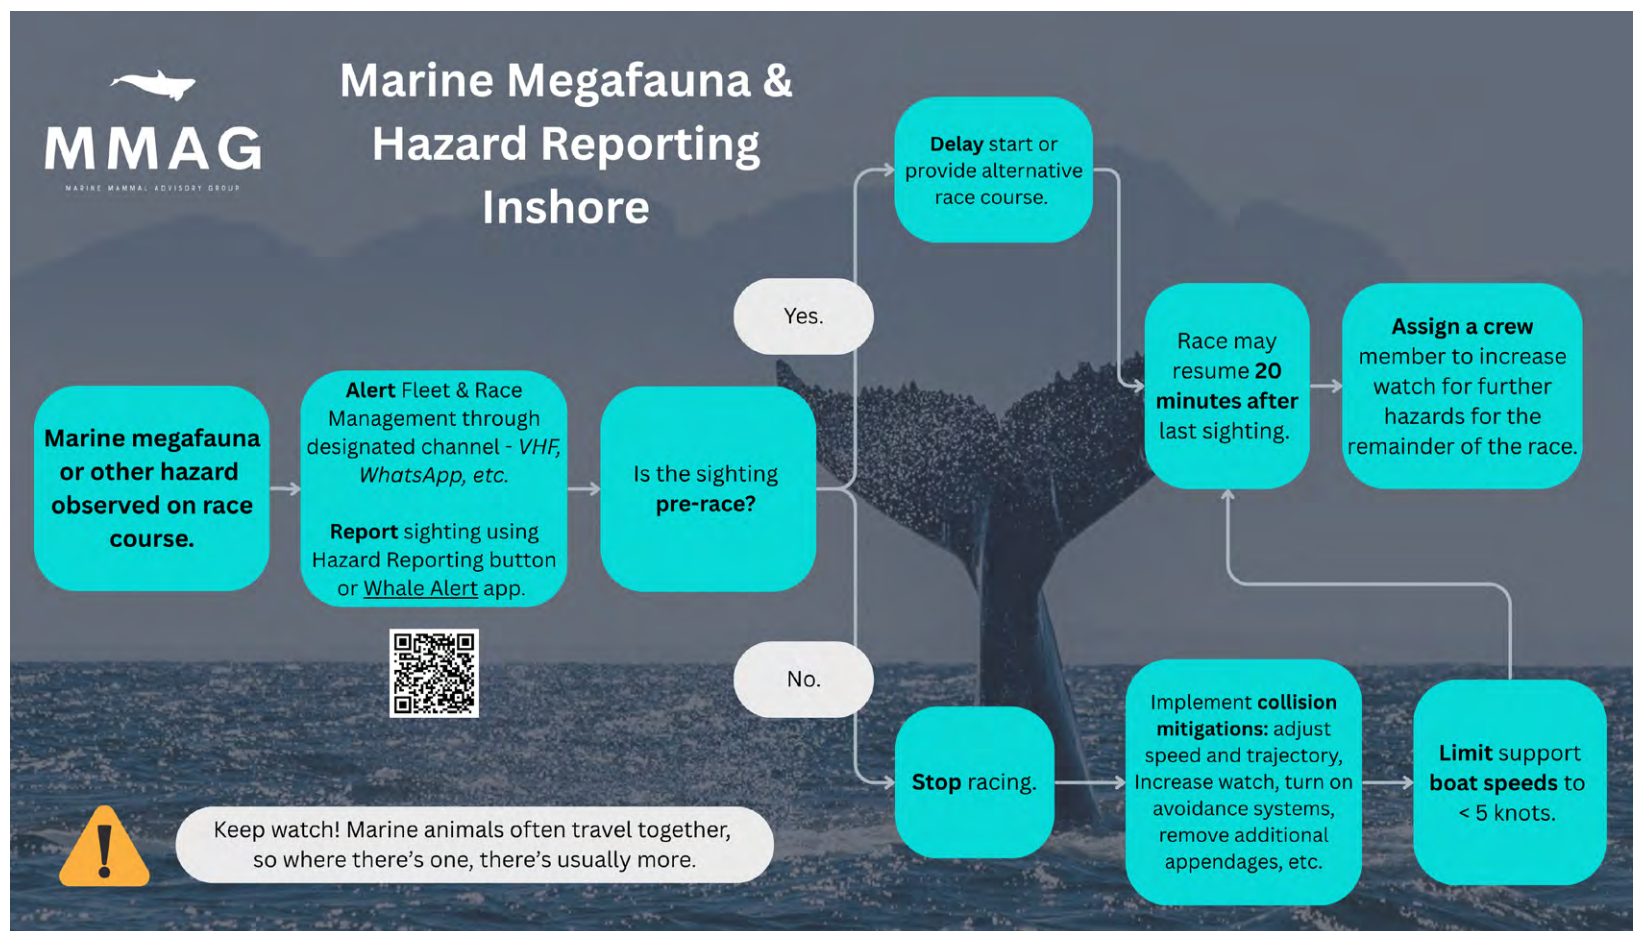 MMAG
MARINE MAMMAL ADVISORY GROUP
Marine Megafauna &
Hazard Reporting
Inshore
Marine megafauna
or other hazard
observed on race
course.
Alert Fleet & Race
Management through
designated channel - VHF,
WhatsApp, etc.
Report sighting using
Hazard Reporting button
or Whale Alert app.
Is the sighting
pre-race?
Yes.
Delay start or
provide alternative
race course.
Race may
resume 20
minutes after
last sighting.
Assign a crew
member to increase
watch for further
hazards for the
remainder of the race.
No.
Stop racing.
Implement collision
mitigations: adjust
speed and trajectory,
Increase watch, turn on
avoidance systems,
remove additional
appendages, etc.
Limit support
boat speeds to
< 5 knots.
Keep watch! Marine animals often travel together,
so where there's one, there's usually more.